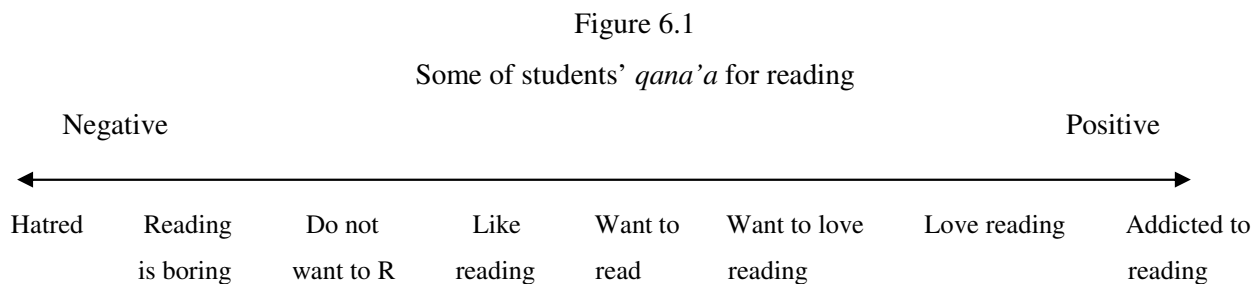 Figure 6.1
Some of students’ qana’a for reading
Negative Positive
Hatred Reading Do not Like Want to Want to love Love reading Addicted to
is boring want to R reading read reading reading